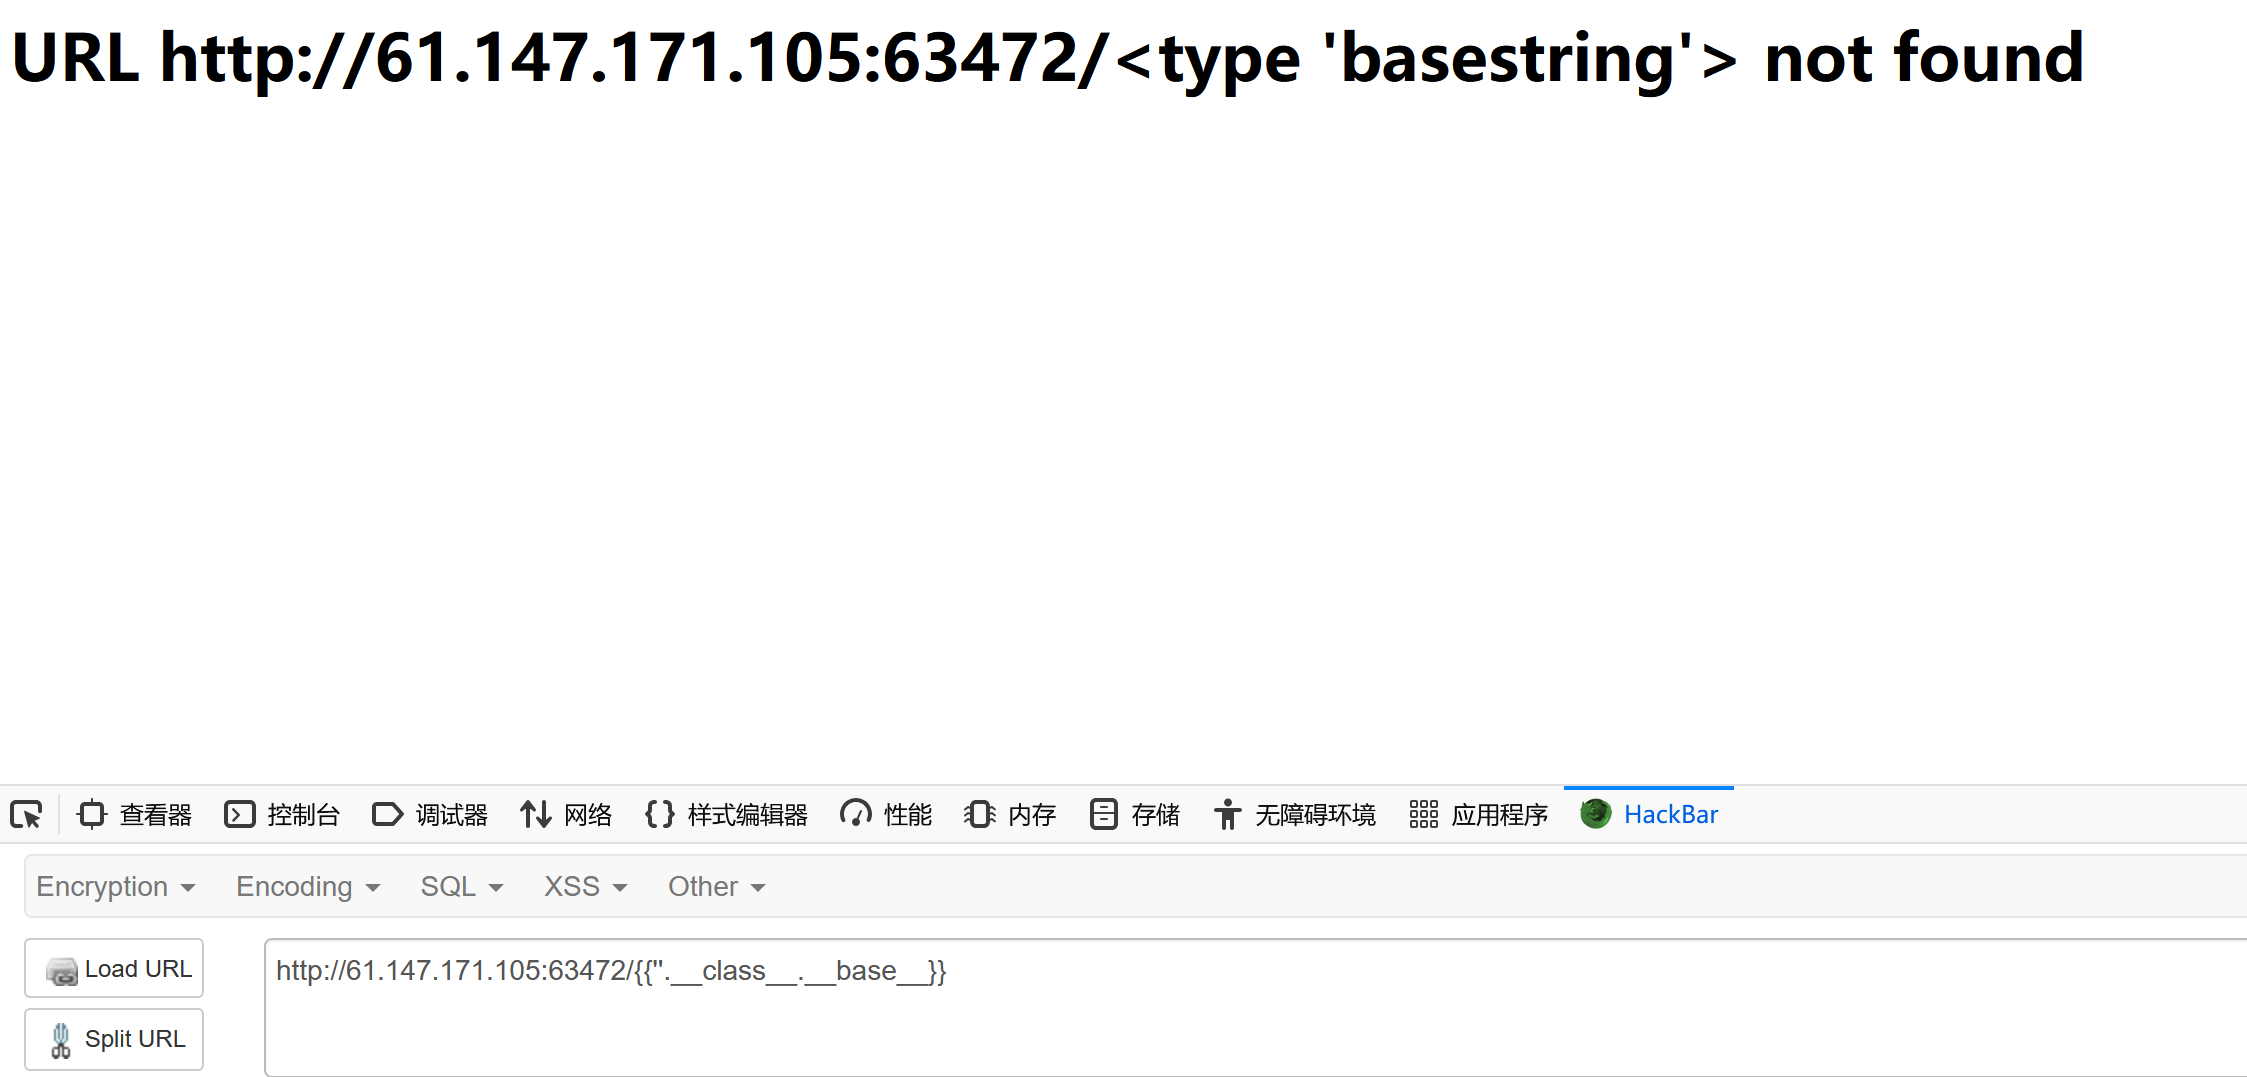 URL http://61.147.171.105:63472/<type 'basestring'> not found
查看器 控制台 调试器 网络 样式编辑器 性能 内存 存储 无障碍环境 应用程序 HackBar
Encryption Encoding SQL XSS Other
Load URL http://61.147.171.105:63472/{{''.__class__.__base__}}
Split URL